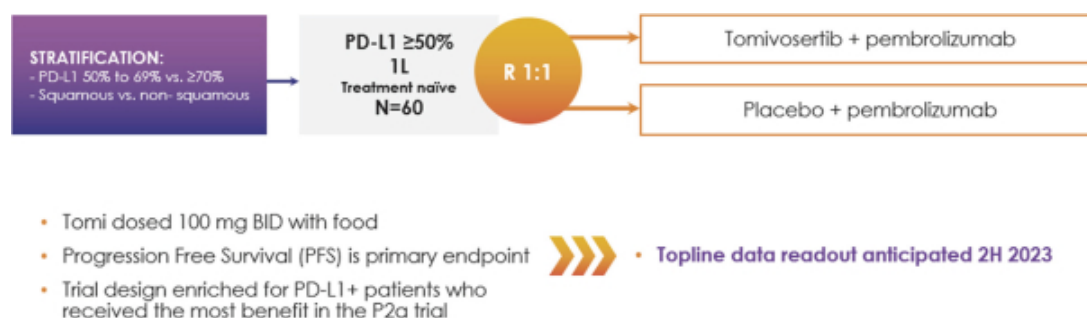 STRATIFICATION:
- PD-L1 50% to 69% vs. ≥70%
- Squamous vs. non- squamous
PD-L1 ≥50%
1L
Treatment naïve
N=60
R 1:1
Tomivosertib + pembrolizumab
Placebo + pembrolizumab
• Tomi dosed 100 mg BID with food
• Progression Free Survival (PFS) is primary endpoint
• Trial design enriched for PD-L1+ patients who
received the most benefit in the P2a trial
• Topline data readout anticipated 2H 2023